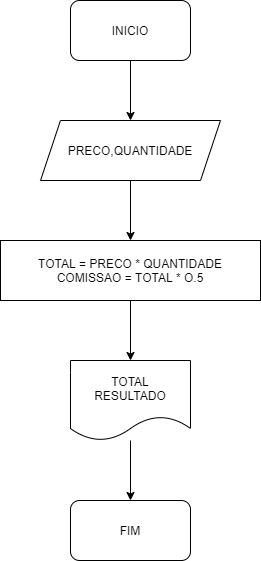 INICIO
PRECO,QUANTIDADE
TOTAL = PRECO * QUANTIDADE
COMISSAO = TOTAL * O.5
TOTAL
RESULTADO
FIM